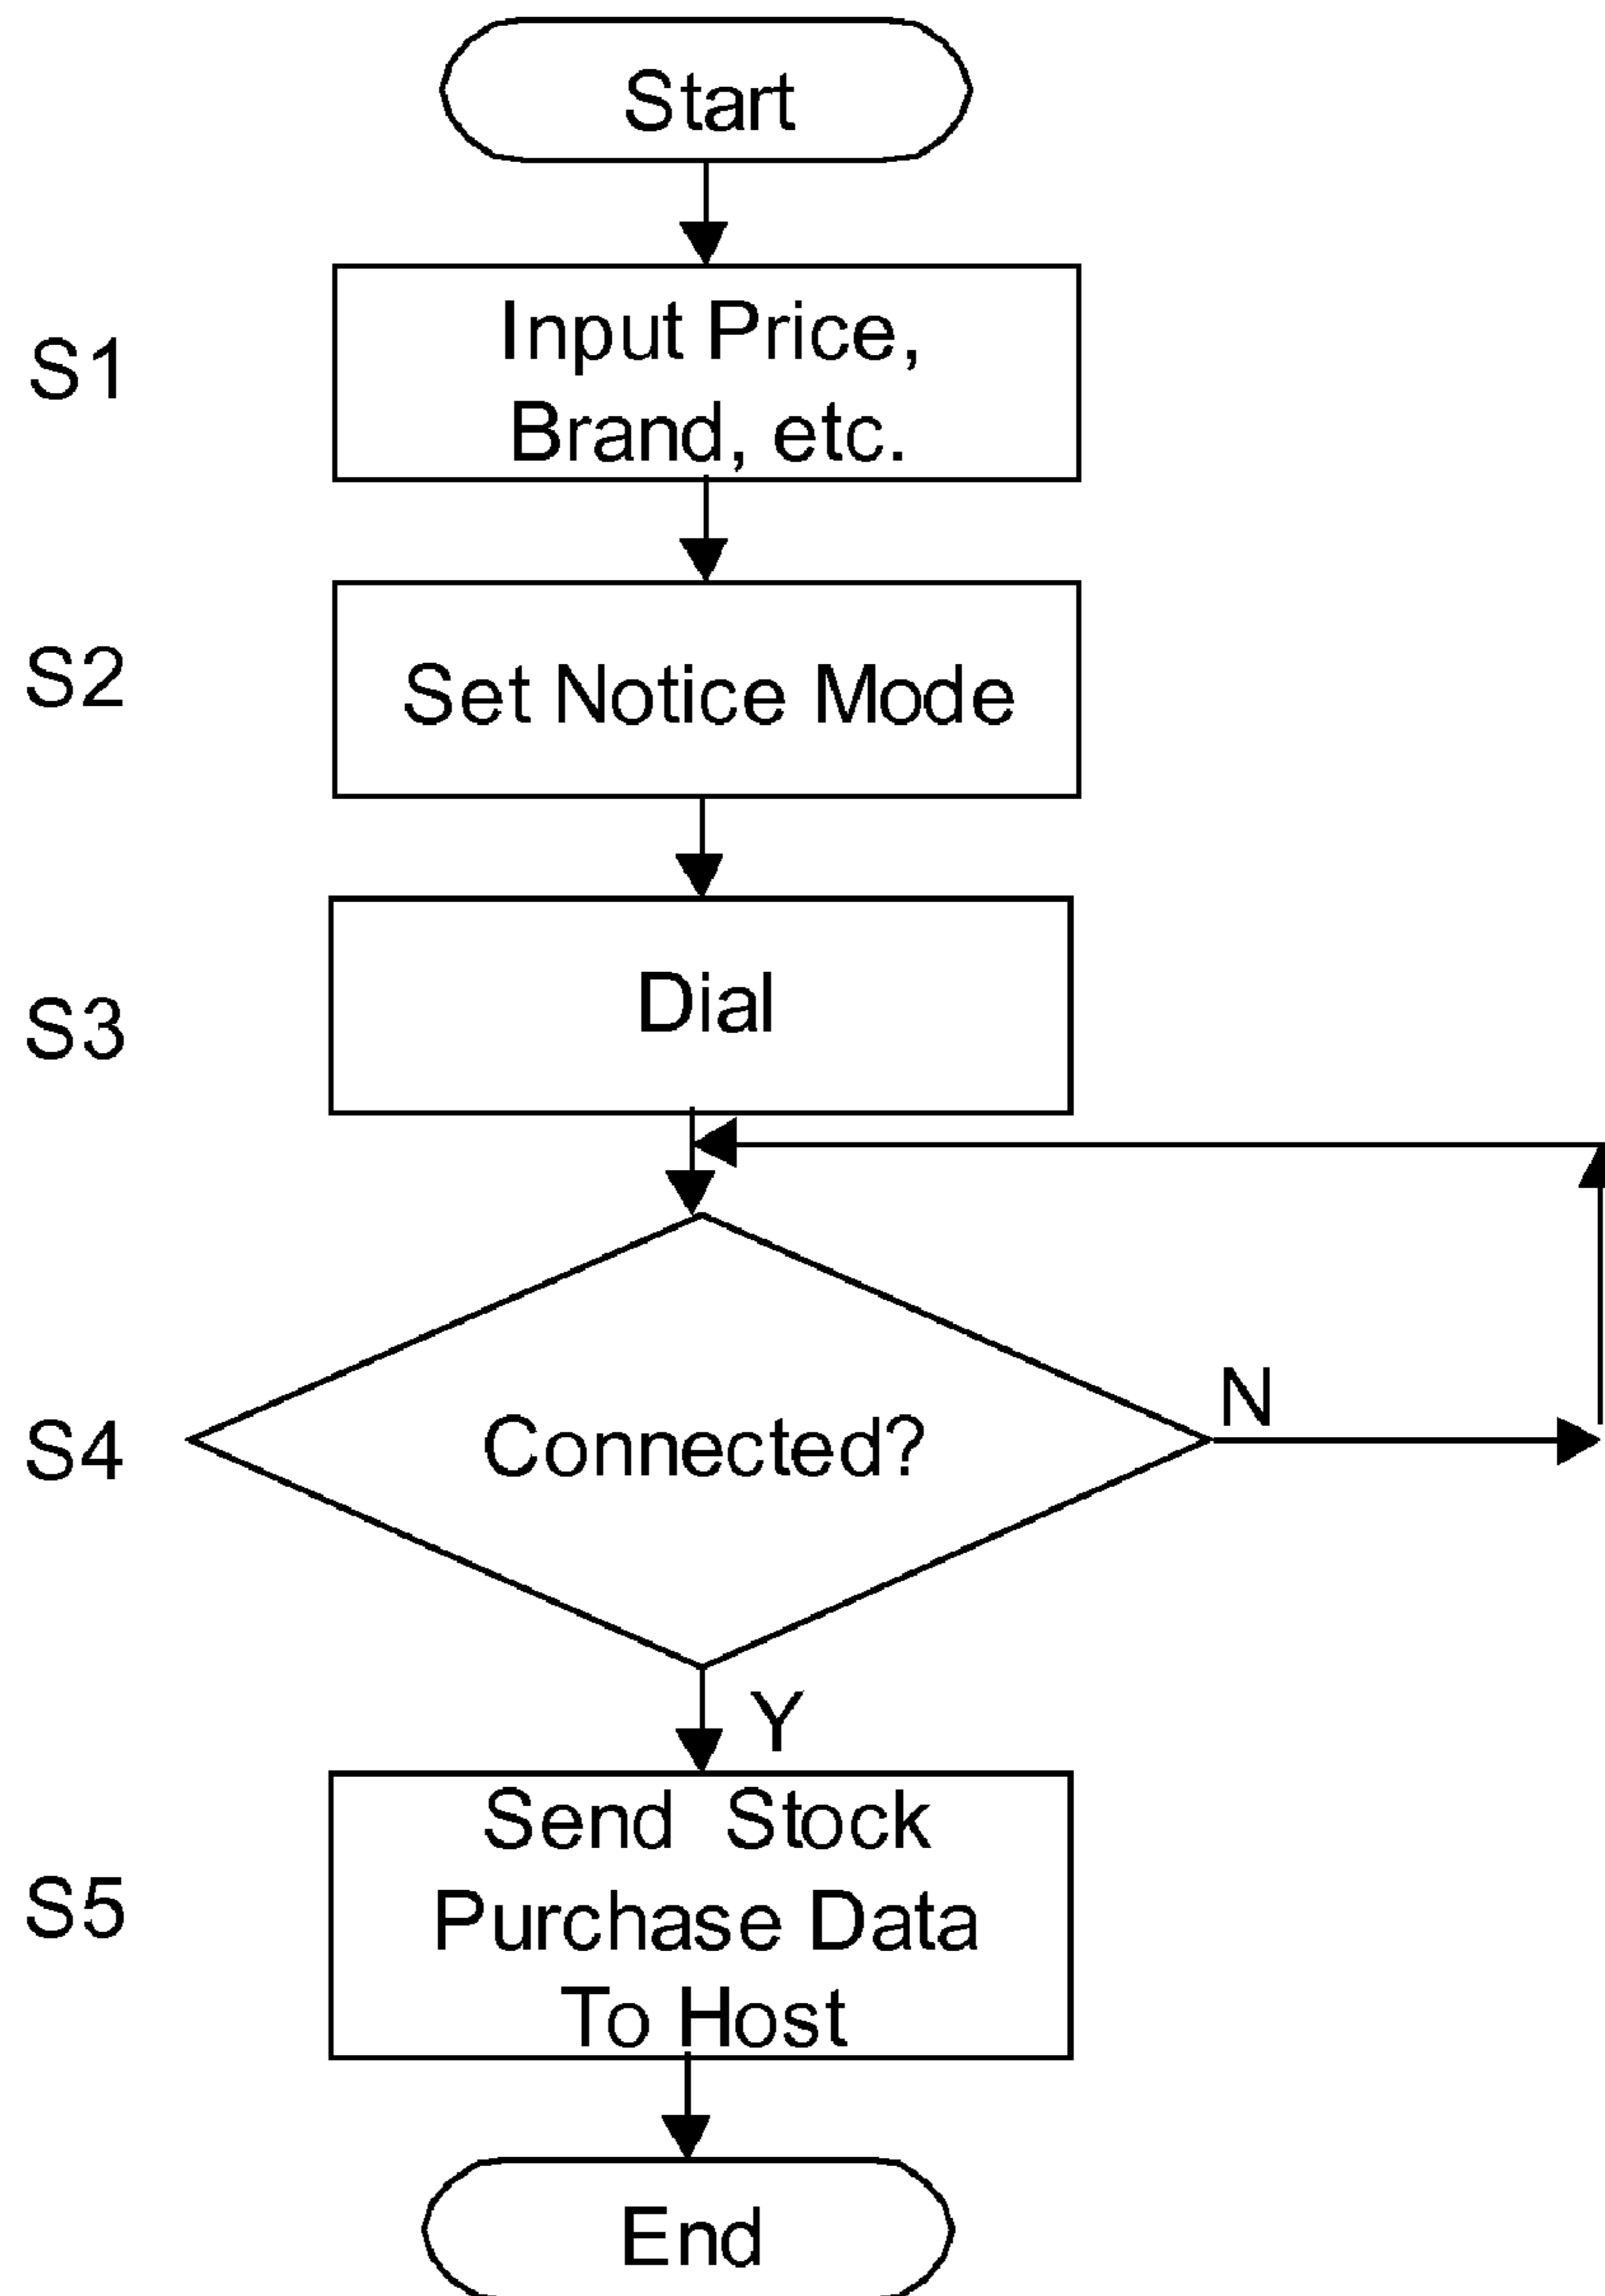 Start
S1
Input Price,
Brand, etc.
S2
Set Notice Mode
S3
Dial
S4
Connected?
N
Y
S5
Send Stock
Purchase Data
To Host
End